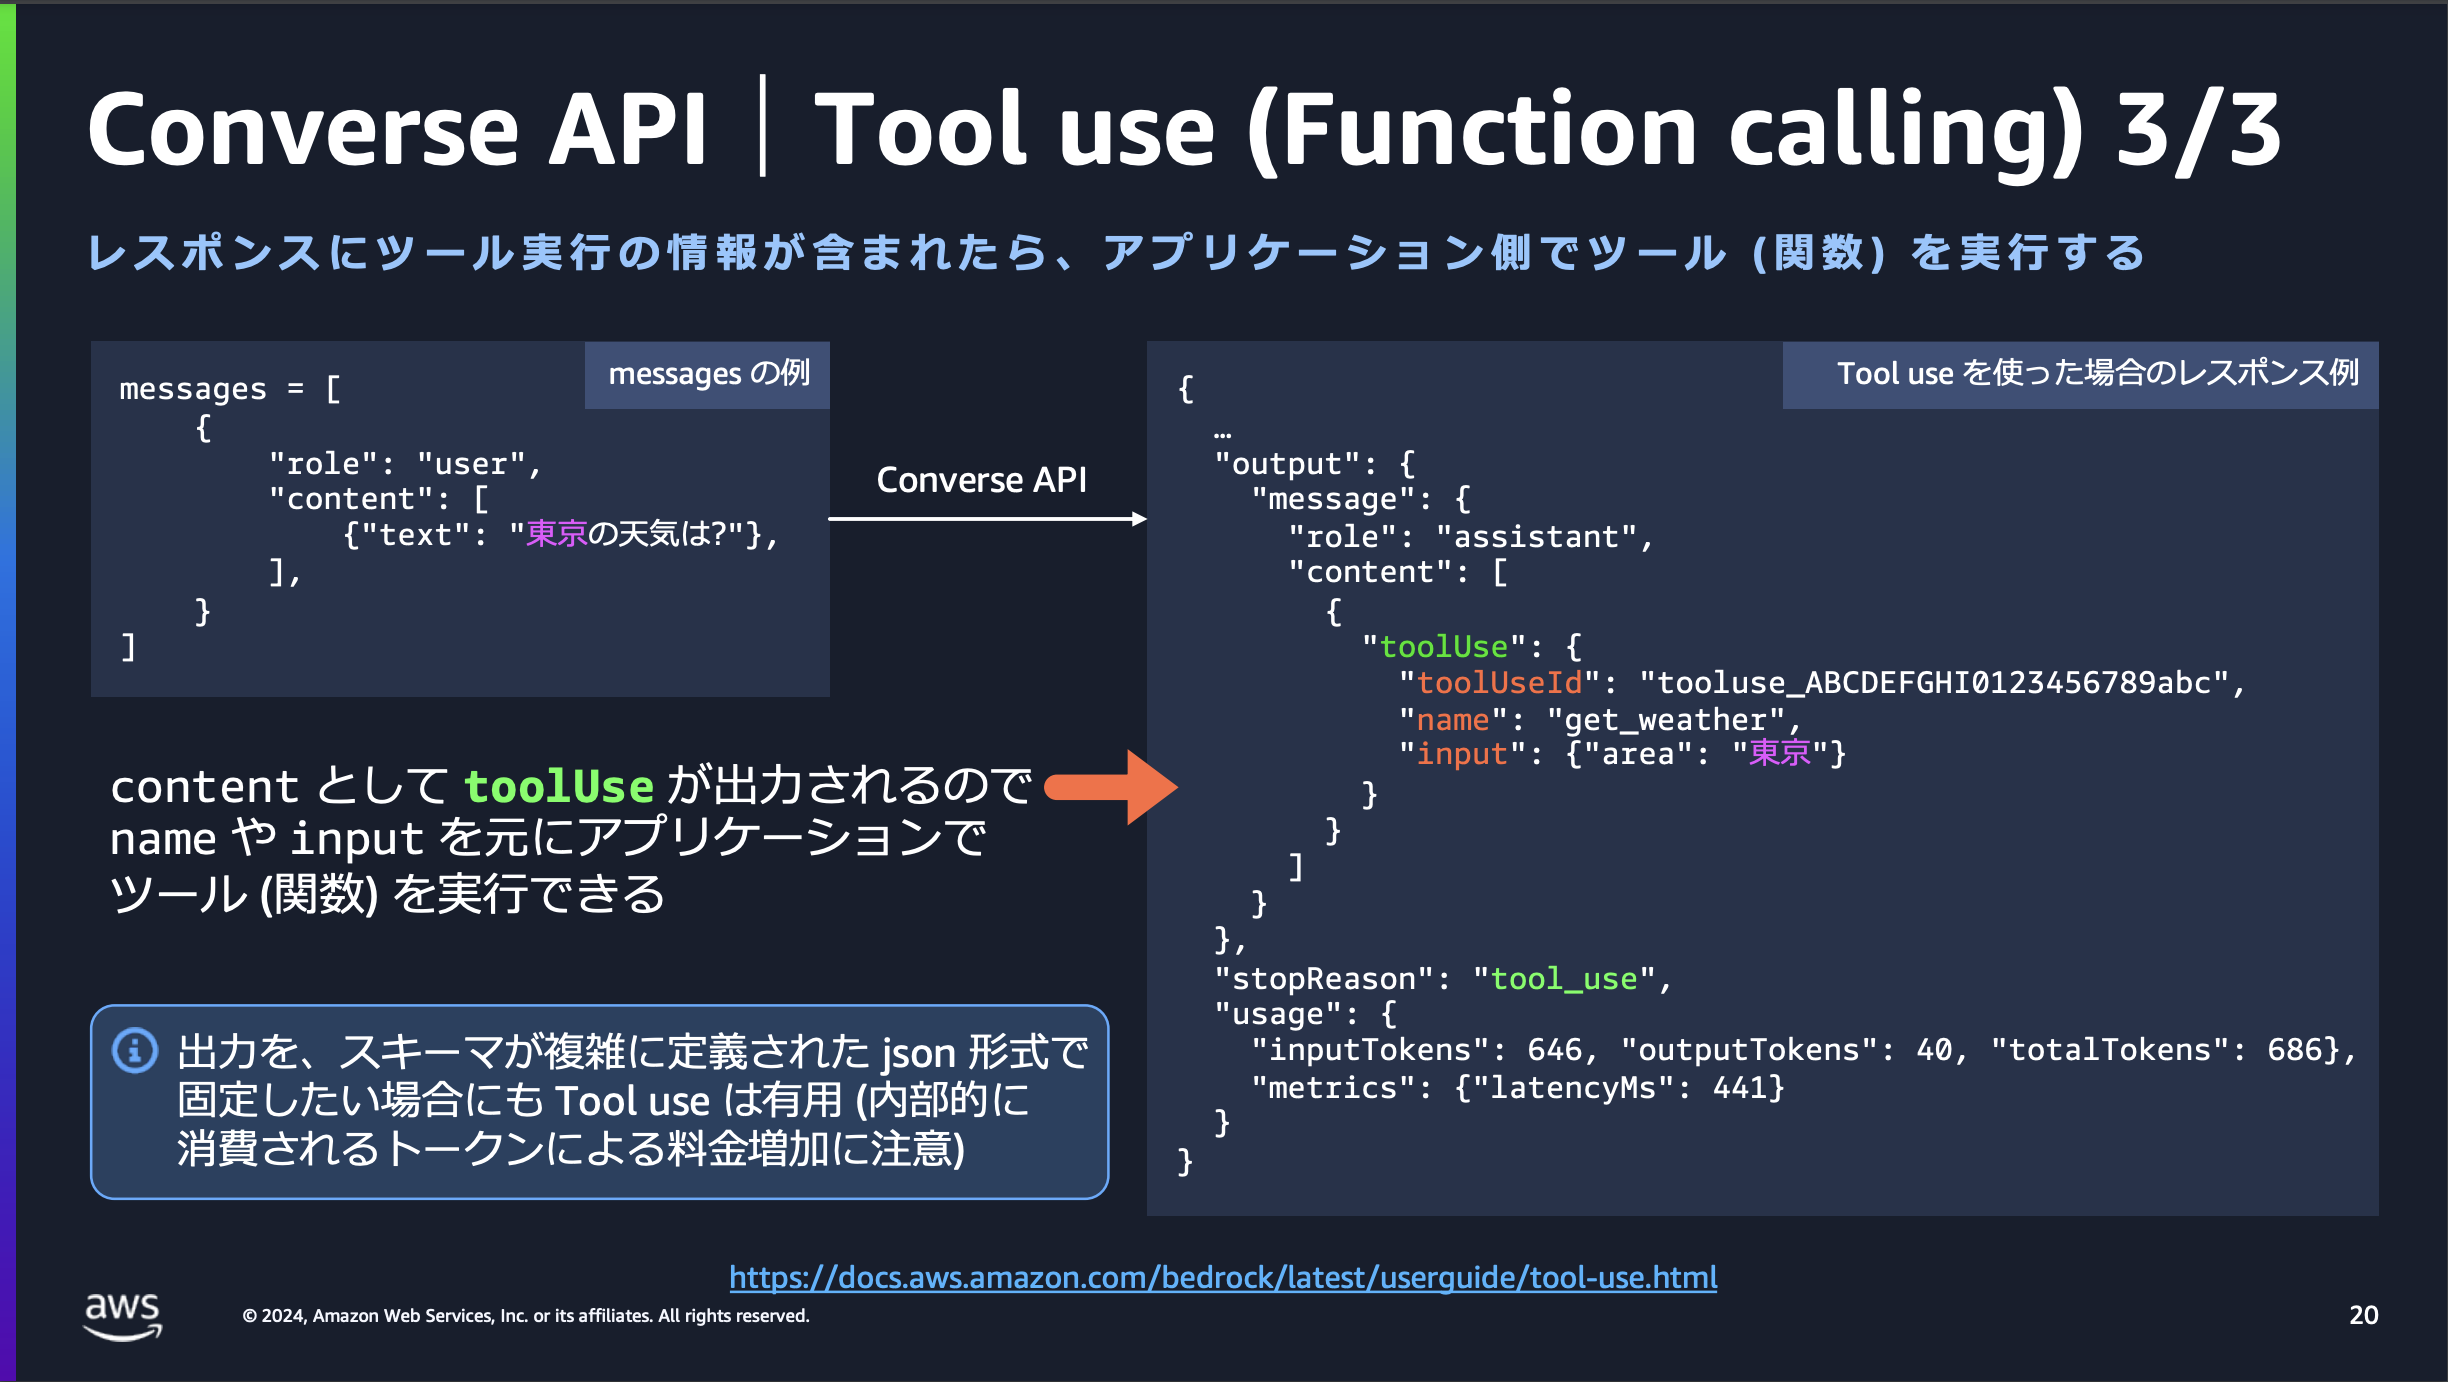 Converse API｜Tool use (Function calling) 3/3
レスポンスにツール実行の情報が含まれたら、アプリケーション側でツール (関数) を実行する
messages の例
messages = [
    {
        "role": "user",
        "content": [
            {"text": "東京の天気は?"},
        ],
    }
]
Converse API
Tool use を使った場合のレスポンス例
{
  …
  "output": {
    "message": {
      "role": "assistant",
      "content": [
        {
          "toolUse": {
            "toolUseId": "tooluse_ABCDEFGHI0123456789abc",
            "name": "get_weather",
            "input": {"area": "東京"}
          }
        }
      ]
    }
  },
  "stopReason": "tool_use",
  "usage": {
    "inputTokens": 646, "outputTokens": 40, "totalTokens": 686},
    "metrics": {"latencyMs": 441}
  }
}
content として toolUse が出力されるので
name や input を元にアプリケーションで
ツール (関数) を実行できる
出力を、スキーマが複雑に定義された json 形式で
固定したい場合にも Tool use は有用 (内部的に
消費されるトークンによる料金増加に注意)
https://docs.aws.amazon.com/bedrock/latest/userguide/tool-use.html
aws
© 2024, Amazon Web Services, Inc. or its affiliates. All rights reserved.
20